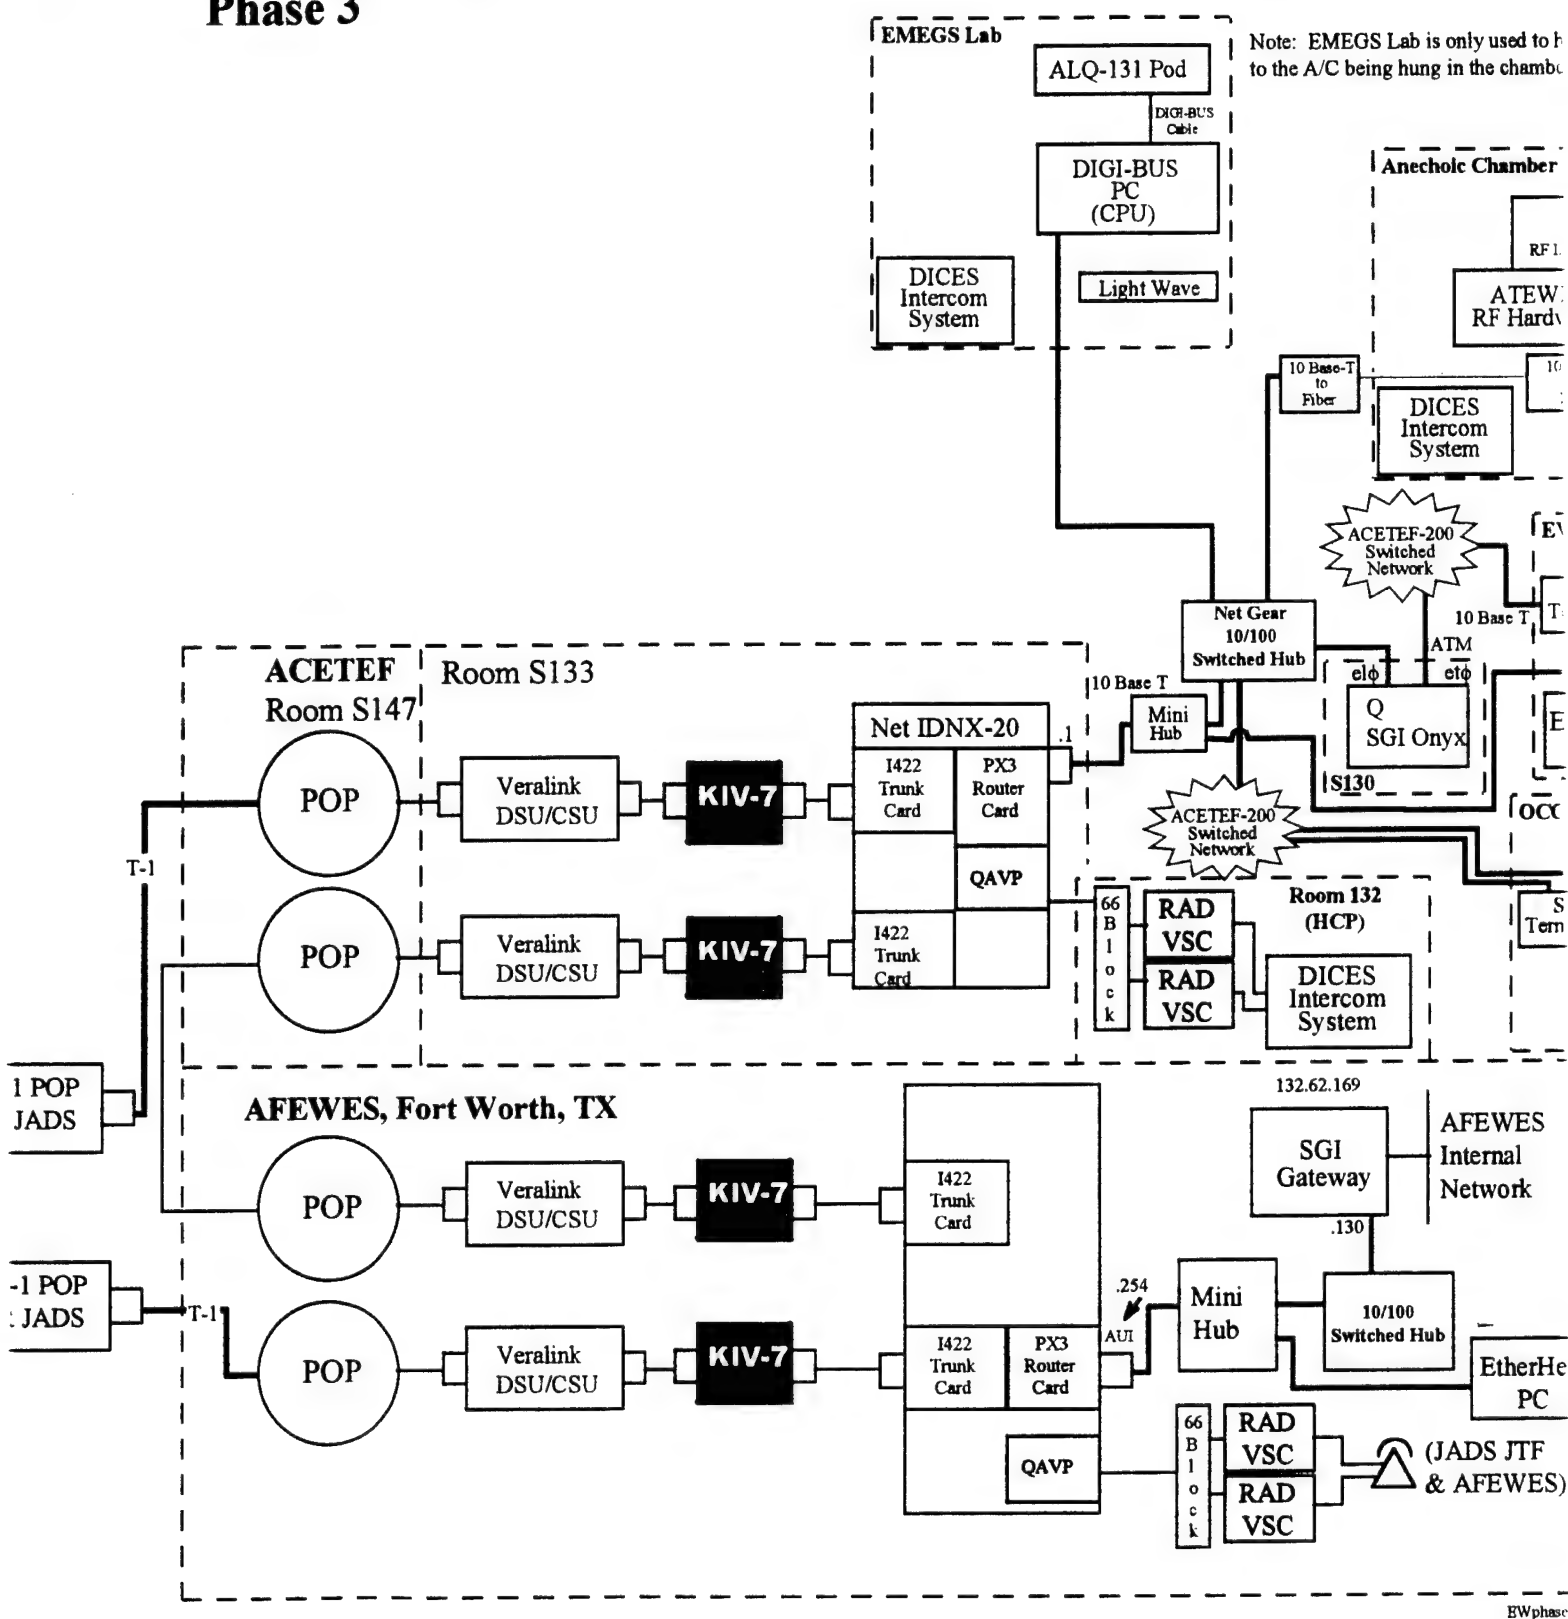 Phase 3
EMEGS Lab
Note: EMEGS Lab is only used to
to the A/C being hung in the
ALQ-131 Pod
DIGI-BUS
Cable
DIGI-BUS
PC
(CPU)
DICES
Intercom
System
Light Wave
Anechoic Chamber
RF
RF
10 Base-T
to
Fiber
10
DICES
Intercom
System
ACETEF-200
Switched
Network
10 Base T
ATM
Net Gear
10/100
Switched Hub
elϕ
etϕ
Q
SGI Onyx
S130
ACETEF
Room S147
Room S133
10 Base T
Mini
Hub
Net IDNX-20
.1
POP
Veralink
DSU/CSU
KIV-7
I422
Trunk
Card
PX3
Router
Card
ACETEF-200
Switched
Network
T-1
QAVP
POP
Veralink
DSU/CSU
KIV-7
I422
Trunk
Card
66
B
l
o
c
k
RAD
VSC
RAD
VSC
Room 132
(HCP)
DICES
Intercom
System
1 POP
JADS
AFEWES, Fort Worth, TX
132.62.169
SGI
Gateway
AFEWES
Internal
Network
.130
POP
Veralink
DSU/CSU
KIV-7
I422
Trunk
Card
-1 POP
JADS
T-1
POP
Veralink
DSU/CSU
KIV-7
I422
Trunk
Card
PX3
Router
Card
.254
AUI
Mini
Hub
10/100
Switched Hub
PC
QAVP
66
B
l
o
c
k
RAD
VSC
RAD
VSC
(JADS JTF
& AFEWES)